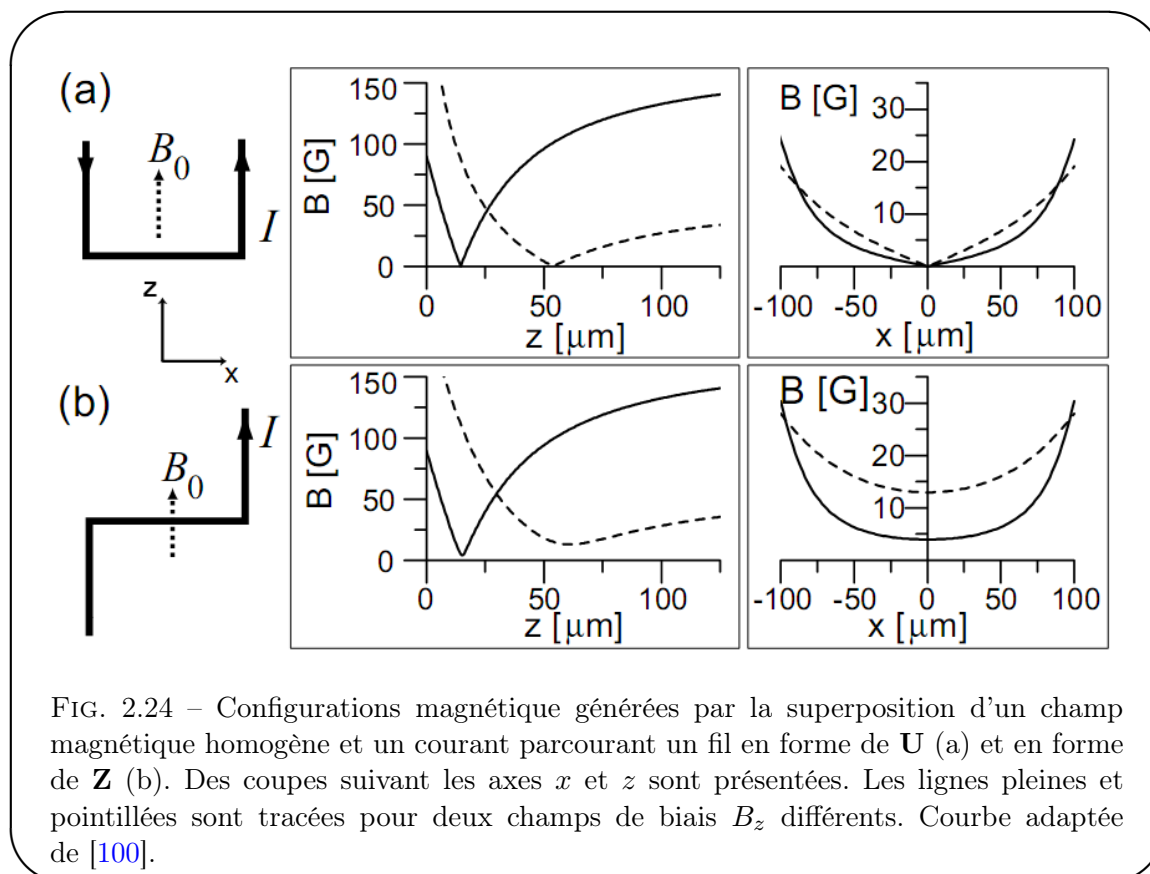 (a)
B0
I
z
x
B [G]
150
100
50
0
0 50 100
z [μm]
B [G]
30
20
10
-100 -50 0 50 100
x [μm]
(b)
B0
I
B [G]
150
100
50
0
0 50 100
z [μm]
B [G]
30
20
10
-100 -50 0 50 100
x [μm]
FIG. 2.24 – Configurations magnétique générées par la superposition d'un champ
magnétique homogène et un courant parcourant un fil en forme de U (a) et en forme
de Z (b). Des coupes suivant les axes x et z sont présentées. Les lignes pleines et
pointillées sont tracées pour deux champs de biais Bz différents. Courbe adaptée
de [100].